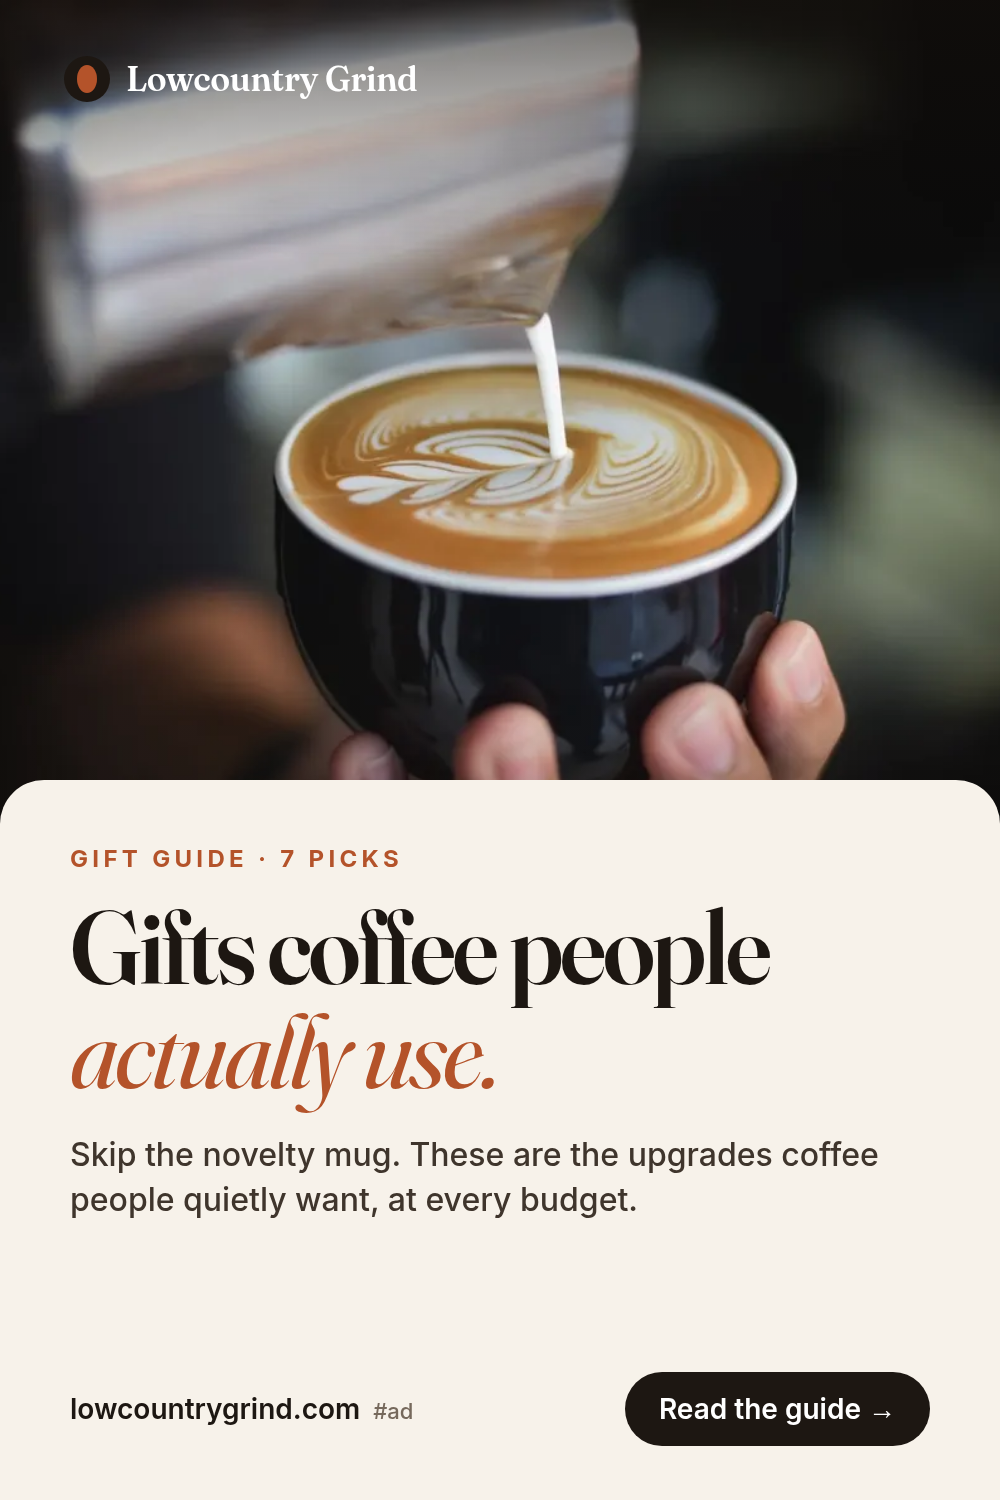 Lowcountry Grind
GIFT GUIDE · 7 PICKS
Gifts coffee people
actually use.
Skip the novelty mug. These are the upgrades coffee
people quietly want, at every budget.
lowcountrygrind.com #ad
Read the guide →